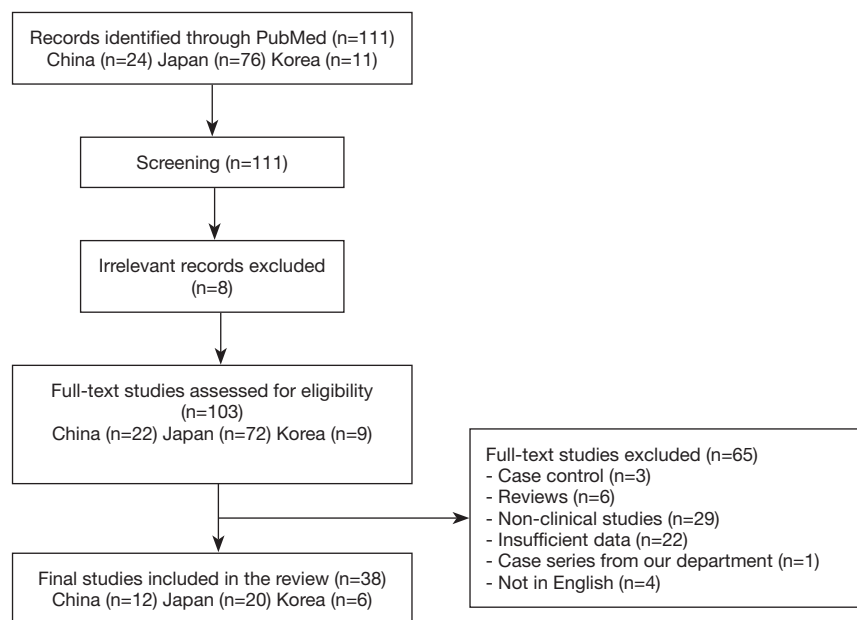 Records identified through PubMed (n=111)
China (n=24) Japan (n=76) Korea (n=11)
Screening (n=111)
Irrelevant records excluded
(n=8)
Full-text studies assessed for eligibility
(n=103)
China (n=22) Japan (n=72) Korea (n=9)
Full-text studies excluded (n=65)
- Case control (n=3)
- Reviews (n=6)
- Non-clinical studies (n=29)
- Insufficient data (n=22)
- Case series from our department (n=1)
- Not in English (n=4)
Final studies included in the review (n=38)
China (n=12) Japan (n=20) Korea (n=6)